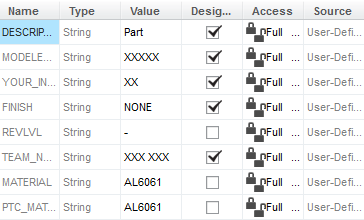 Name Type Value Desig... Access Source
DESCRIP... String Part Full ... User-Defi...
MODELE... String XXXXX Full ... User-Defi...
YOUR_IN... String XX Full ... User-Defi...
FINISH String NONE Full ... User-Defi...
REVLVL String - Full ... User-Defi...
TEAM_N... String XXX XXX Full ... User-Defi...
MATERIAL String AL6061 Full ... User-Defi...
PTC_MAT... String AL6061 Full ... User-Defi...